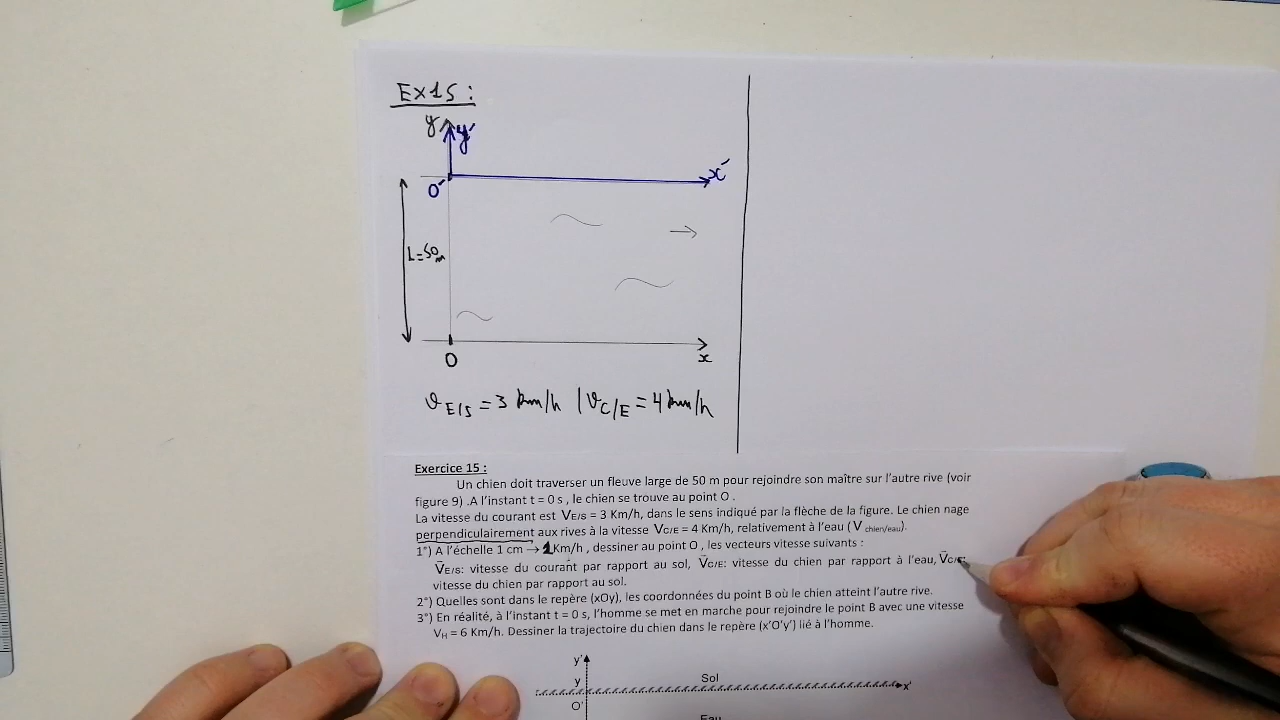 Ex15 :
y y'
O' x'
L=50m
O x
v E/S = 3 km/h | v C/E = 4 km/h
Exercice 15 :
Un chien doit traverser un fleuve large de 50 m pour rejoindre son maître sur l'autre rive (voir
figure 9) .A l'instant t = 0 s , le chien se trouve au point O .
La vitesse du courant est VE/S = 3 Km/h, dans le sens indiqué par la flèche de la figure. Le chien nage
perpendiculairement aux rives à la vitesse VC/E = 4 Km/h, relativement à l'eau ( V chien/eau).
1°) A l'échelle 1 cm → 1Km/h , dessiner au point O , les vecteurs vitesse suivants :
V⃗E/S: vitesse du courant par rapport au sol, V⃗C/E: vitesse du chien par rapport à l'eau, V⃗C/S:
vitesse du chien par rapport au sol.
2°) Quelles sont dans le repère (xOy), les coordonnées du point B où le chien atteint l'autre rive.
3°) En réalité, à l'instant t = 0 s, l'homme se met en marche pour rejoindre le point B avec une vitesse
VH = 6 Km/h. Dessiner la trajectoire du chien dans le repère (x'O'y') lié à l'homme.
y'
y Sol x'
O'
Eau